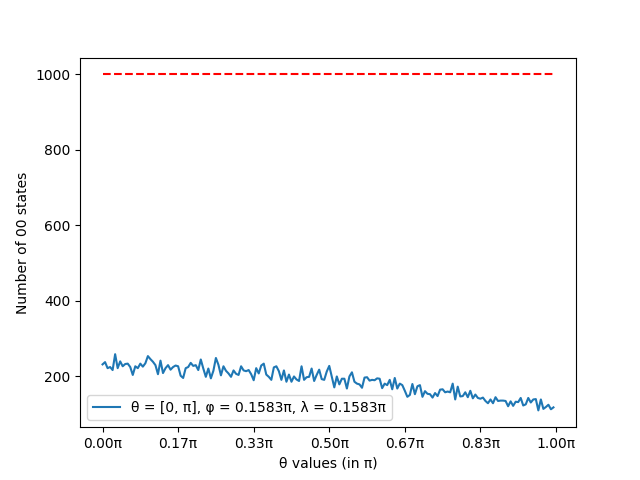 1000
800
600
400
200
Number of 00 states
θ = [0, π], φ = 0.1583π, λ = 0.1583π
0.00π 0.17π 0.33π 0.50π 0.67π 0.83π 1.00π
θ values (in π)